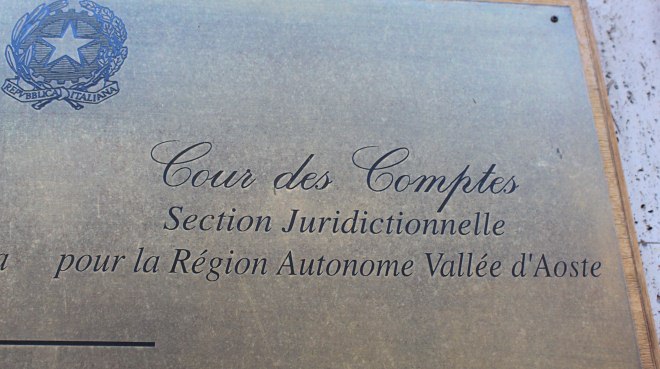 REPVBBLICA ITALIANA
Cour des Comptes
Section Juridictionnelle
a pour la Région Autonome Vallée d'Aoste